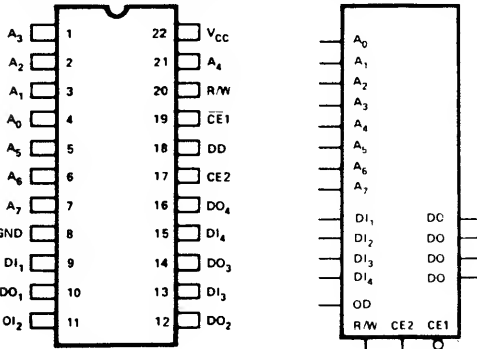 A3 1 22 VCC
A2 2 21 A4
A1 3 20 R/W
A0 4 19 C̅E̅1
A5 5 18 DD
A6 6 17 CE2
A7 7 16 DO4
GND 8 15 DI4
DI1 9 14 DO3
DO1 10 13 DI3
OI2 11 12 DO2
A0
A1
A2
A3
A4
A5
A6
A7
DI1 DO
DI2 DO
DI3 DO
DI4 DO
OD
R/W CE2 CE1